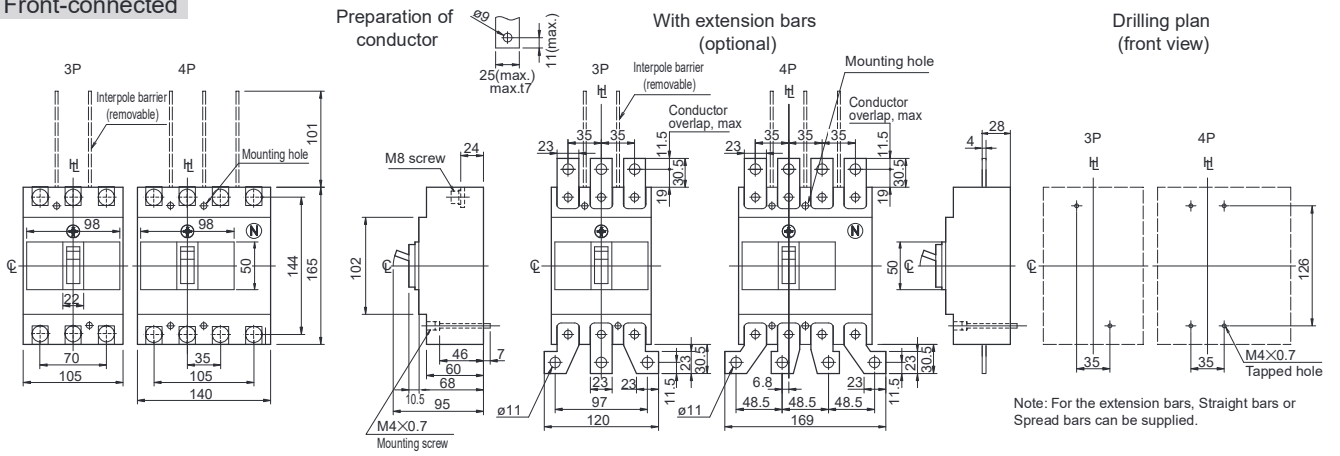 Front-connected
Preparation of
conductor
ø9
11(max.)
25(max.)
max.t7
With extension bars
(optional)
Drilling plan
(front view)
3P
4P
Interpole barrier
(removable)
Mounting hole
101
98
98
N
50
144
165
22
70
35
105
105
140
M8 screw
24
102
46
7
60
68
10.5
95
M4×0.7
Mounting screw
3P
Interpole barrier
(removable)
Conductor
overlap, max
35
35
11.5
23
30.5
19
23
30.5
11.5
23
23
ø11
97
120
4P
Mounting hole
Conductor
overlap, max
35
35
35
11.5
23
30.5
19
N
50
6.8
23
23
30.5
11.5
ø11
48.5
48.5
48.5
169
28
4
3P
4P
126
35
35
M4×0.7
Tapped hole
Note: For the extension bars, Straight bars or
Spread bars can be supplied.